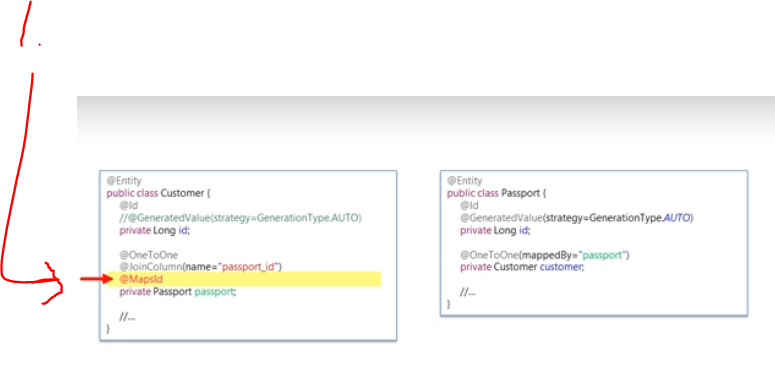 1.
@Entity
public class Customer {
@Id
//@GeneratedValue(strategy=GenerationType.AUTO)
private Long id;
@OneToOne
@JoinColumn(name="passport_id")
@MapsId
private Passport passport;
//...
}
@Entity
public class Passport {
@Id
@GeneratedValue(strategy=GenerationType.AUTO)
private Long id;
@OneToOne(mappedBy="passport")
private Customer customer;
//...
}